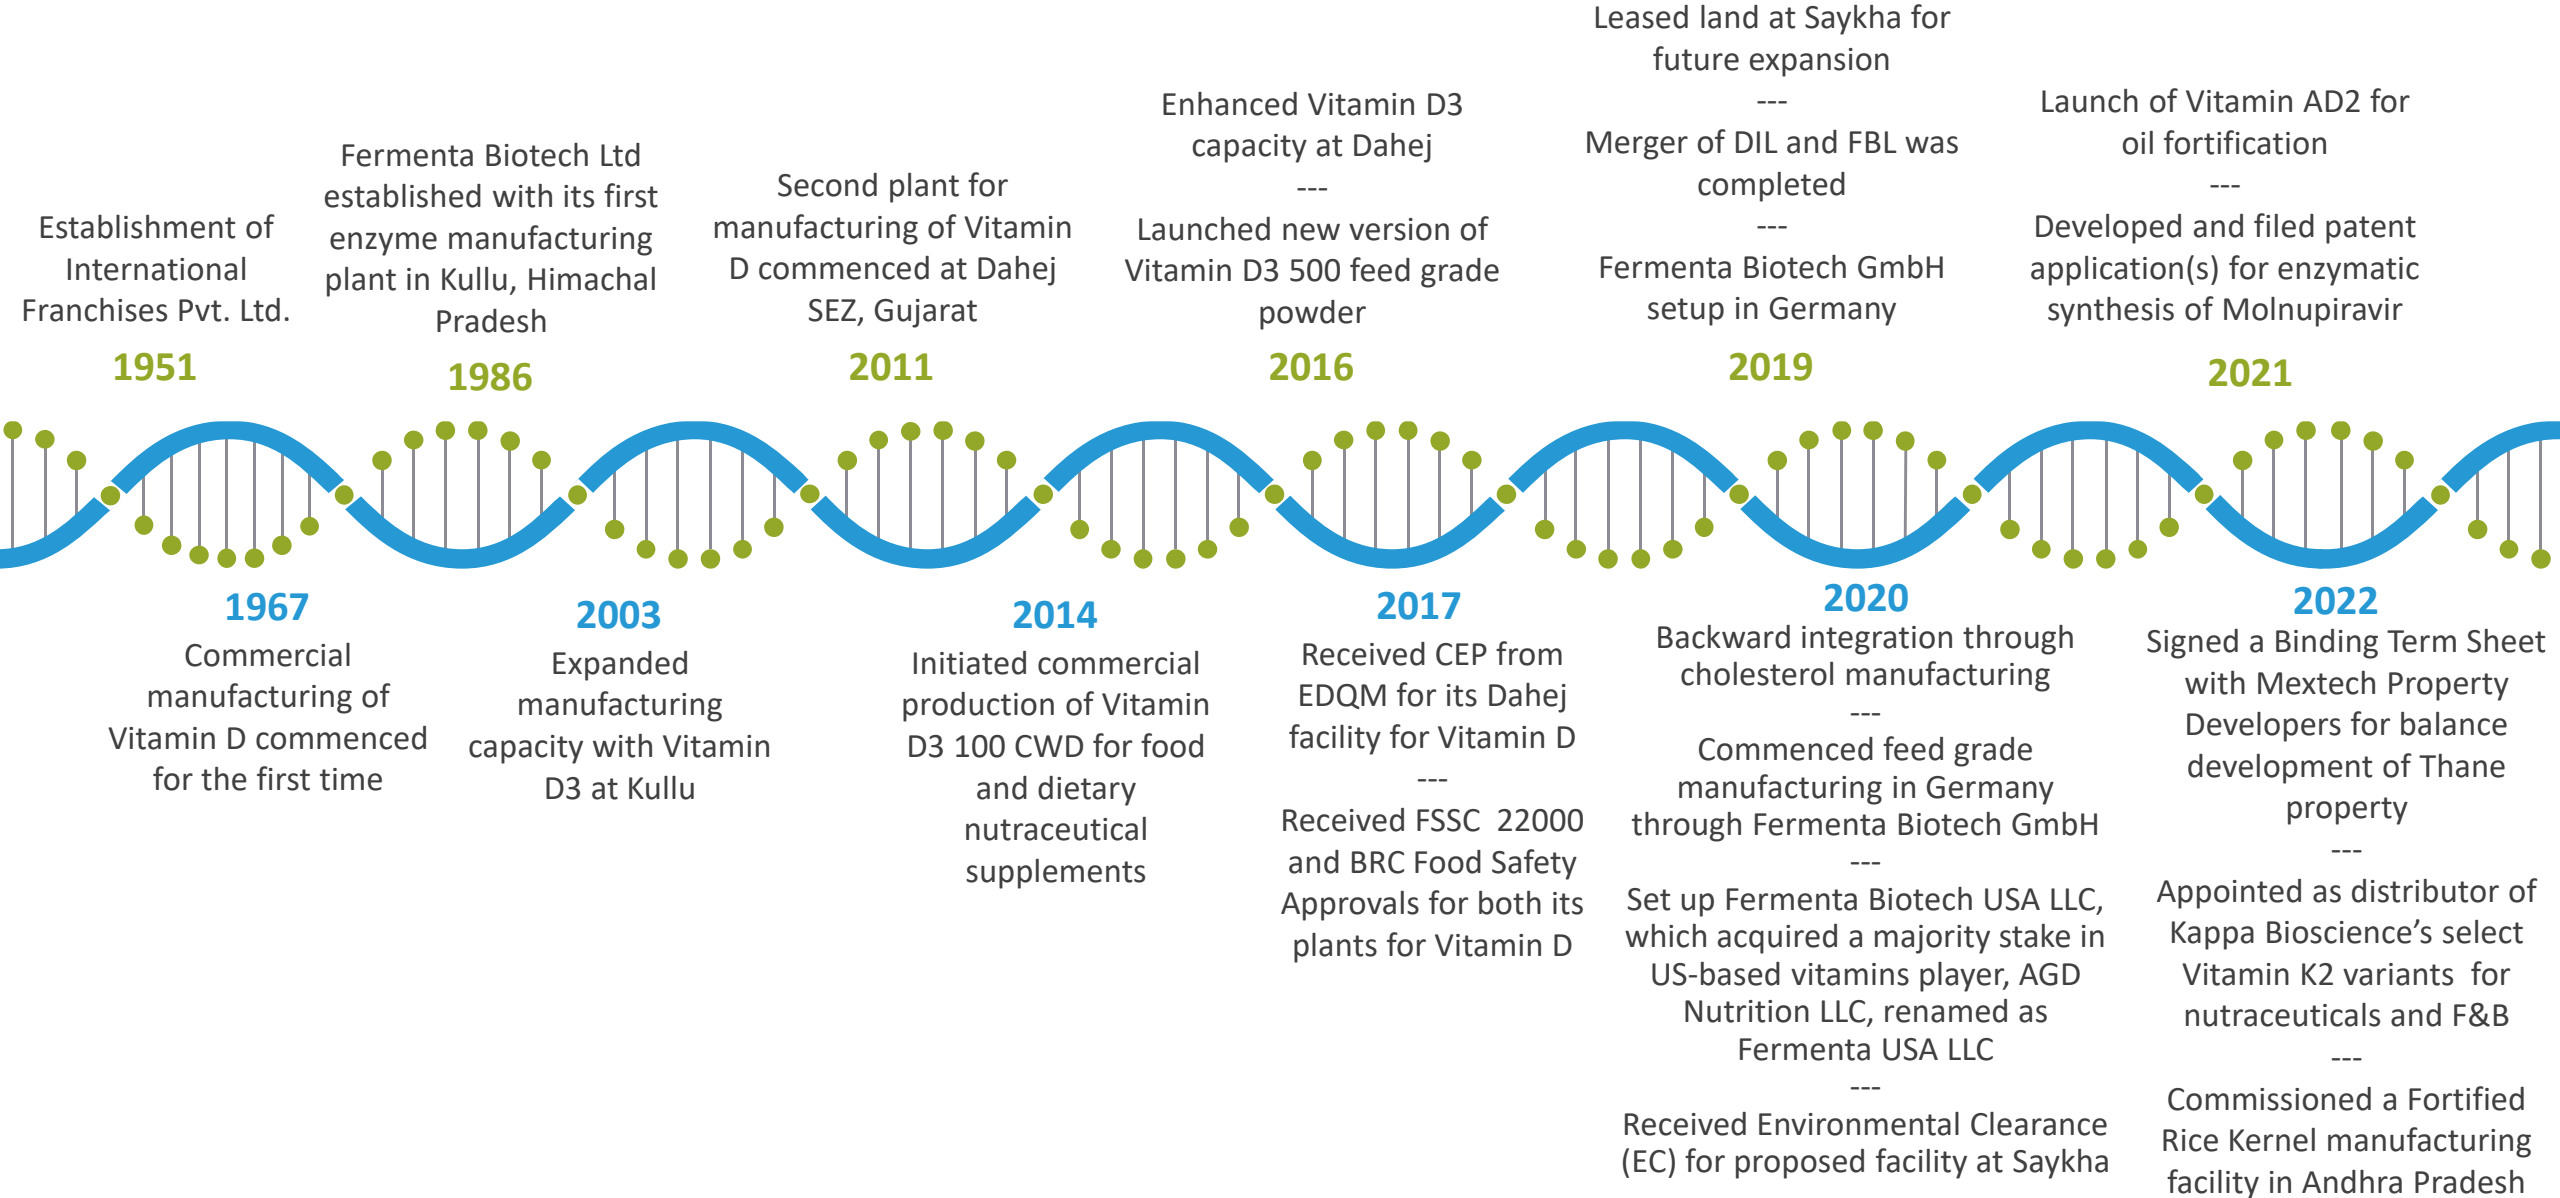 Establishment of
International
Franchises Pvt. Ltd.
1951
1967
Commercial
manufacturing of
Vitamin D commenced
for the first time
Fermenta Biotech Ltd
established with its first
enzyme manufacturing
plant in Kullu, Himachal
Pradesh
1986
2003
Expanded
manufacturing
capacity with Vitamin
D3 at Kullu
Second plant for
manufacturing of Vitamin
D commenced at Dahej
SEZ, Gujarat
2011
2014
Initiated commercial
production of Vitamin
D3 100 CWD for food
and dietary
nutraceutical
supplements
Enhanced Vitamin D3
capacity at Dahej
---
Launched new version of
Vitamin D3 500 feed grade
powder
2016
2017
Received CEP from
EDQM for its Dahej
facility for Vitamin D
---
Received FSSC  22000
and BRC Food Safety
Approvals for both its
plants for Vitamin D
Leased land at Saykha for
future expansion
---
Merger of DIL and FBL was
completed
---
Fermenta Biotech GmbH
setup in Germany
2019
2020
Backward integration through
cholesterol manufacturing
---
Commenced feed grade
manufacturing in Germany
through Fermenta Biotech GmbH
---
Set up Fermenta Biotech USA LLC,
which acquired a majority stake in
US-based vitamins player, AGD
Nutrition LLC, renamed as
Fermenta USA LLC
---
Received Environmental Clearance
(EC) for proposed facility at Saykha
Launch of Vitamin AD2 for
oil fortification
---
Developed and filed patent
application(s) for enzymatic
synthesis of Molnupiravir
2021
2022
Signed a Binding Term Sheet
with Mextech Property
Developers for balance
development of Thane
property
---
Appointed as distributor of
Kappa Bioscience’s select
Vitamin K2 variants  for
nutraceuticals and F&B
---
Commissioned a Fortified
Rice Kernel manufacturing
facility in Andhra Pradesh